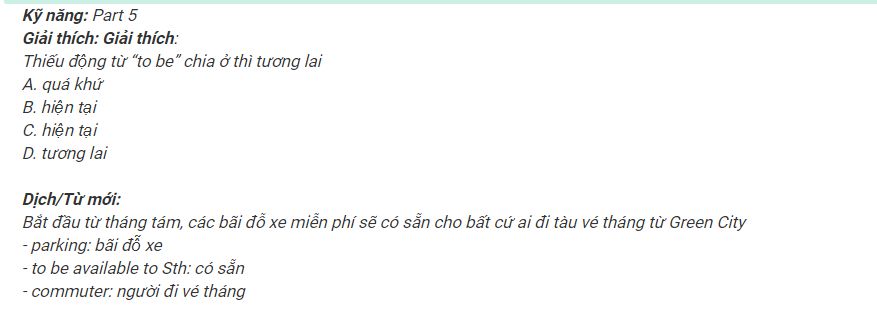 Kỹ năng: Part 5
Giải thích: Giải thích:
Thiếu động từ “to be” chia ở thì tương lai
A. quá khứ
B. hiện tại
C. hiện tại
D. tương lai
Dịch/Từ mới:
Bắt đầu từ tháng tám, các bãi đỗ xe miễn phí sẽ có sẵn cho bất cứ ai đi tàu vé tháng từ Green City
- parking: bãi đỗ xe
- to be available to Sth: có sẵn
- commuter: người đi vé tháng